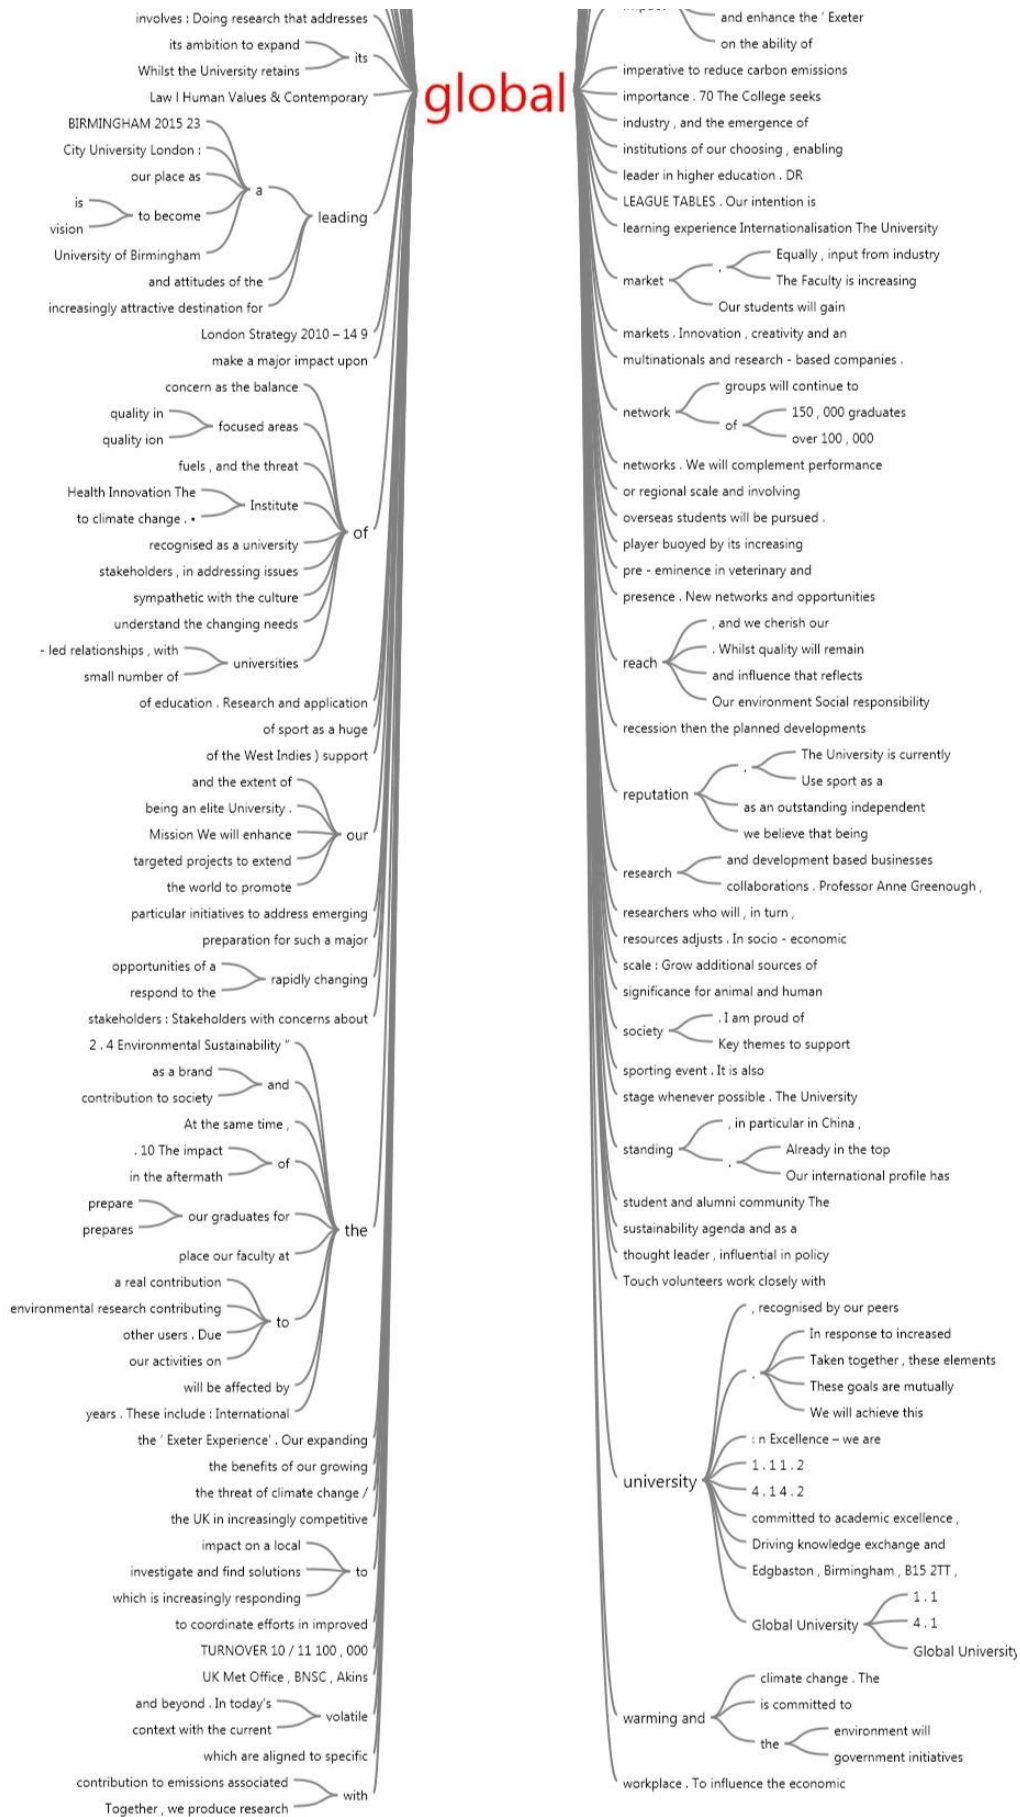 involves : Doing research that addresses
its ambition to expand
Whilst the University retains
its
Law I Human Values & Contemporary
BIRMINGHAM 2015 23
City University London :
our place as
is
vision
to become
University of Birmingham
a
and attitudes of the
increasingly attractive destination for
leading
London Strategy 2010 – 14 9
make a major impact upon
concern as the balance
quality in
quality ion
focused areas
fuels , and the threat
Health Innovation The
to climate change . •
Institute
recognised as a university
stakeholders , in addressing issues
sympathetic with the culture
understand the changing needs
- led relationships , with
small number of
universities
of
of education . Research and application
of sport as a huge
of the West Indies ) support
and the extent of
being an elite University .
Mission We will enhance
targeted projects to extend
the world to promote
our
particular initiatives to address emerging
preparation for such a major
opportunities of a
respond to the
rapidly changing
stakeholders : Stakeholders with concerns about
2 . 4 Environmental Sustainability "
as a brand
contribution to society
and
At the same time ,
. 10 The impact
in the aftermath
of
prepare
prepares
our graduates for
place our faculty at
a real contribution
environmental research contributing
other users . Due
our activities on
to
will be affected by
years . These include : International
the
the ' Exeter Experience' . Our expanding
the benefits of our growing
the threat of climate change /
the UK in increasingly competitive
impact on a local
investigate and find solutions
which is increasingly responding
to
to coordinate efforts in improved
TURNOVER 10 / 11 100 , 000
UK Met Office , BNSC , Akins
and beyond . In today's
context with the current
volatile
which are aligned to specific
contribution to emissions associated
Together , we produce research
with
global
and enhance the ' Exeter
on the ability of
imperative to reduce carbon emissions
importance . 70 The College seeks
industry , and the emergence of
institutions of our choosing , enabling
leader in higher education . DR
LEAGUE TABLES . Our intention is
learning experience Internationalisation The University
market
.
Equally , input from industry
The Faculty is increasing
Our students will gain
markets . Innovation , creativity and an
multinationals and research - based companies .
network
groups will continue to
of
150 , 000 graduates
over 100 , 000
networks . We will complement performance
or regional scale and involving
overseas students will be pursued .
player buoyed by its increasing
pre - eminence in veterinary and
presence . New networks and opportunities
reach
, and we cherish our
. Whilst quality will remain
and influence that reflects
Our environment Social responsibility
recession then the planned developments
reputation
.
The University is currently
Use sport as a
as an outstanding independent
we believe that being
research
and development based businesses
collaborations . Professor Anne Greenough ,
researchers who will , in turn ,
resources adjusts . In socio - economic
scale : Grow additional sources of
significance for animal and human
society
. I am proud of
Key themes to support
sporting event . It is also
stage whenever possible . The University
standing
, in particular in China ,
.
Already in the top
Our international profile has
student and alumni community The
sustainability agenda and as a
thought leader , influential in policy
Touch volunteers work closely with
university
, recognised by our peers
.
In response to increased
Taken together , these elements
These goals are mutually
We will achieve this
: n Excellence – we are
1 . 1 1 . 2
4 . 1 4 . 2
committed to academic excellence ,
Driving knowledge exchange and
Edgbaston , Birmingham , B15 2TT ,
Global University
1 . 1
4 . 1
Global University
warming and
climate change . The
is committed to
the
environment will
government initiatives
workplace . To influence the economic